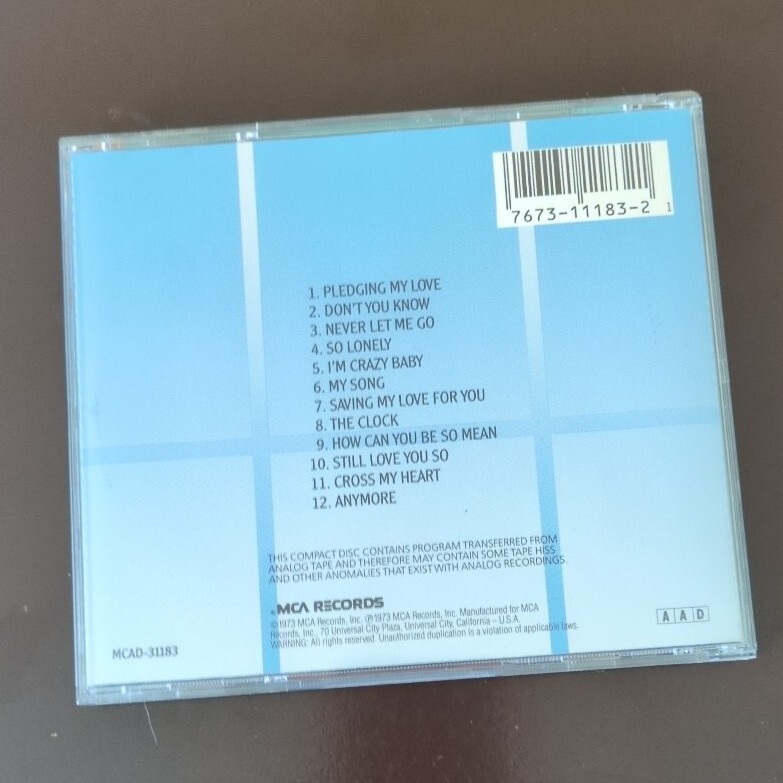 7673-11183-2 1
1. PLEDGING MY LOVE
2. DON'T YOU KNOW
3. NEVER LET ME GO
4. SO LONELY
5. I'M CRAZY BABY
6. MY SONG
7. SAVING MY LOVE FOR YOU
8. THE CLOCK
9. HOW CAN YOU BE SO MEAN
10. STILL LOVE YOU SO
11. CROSS MY HEART
12. ANYMORE
THIS COMPACT DISC CONTAINS PROGRAM TRANSFERRED FROM
ANALOG TAPE AND THEREFORE MAY CONTAIN SOME TAPE HISS
AND OTHER ANOMALIES THAT EXIST WITH ANALOG RECORDINGS.
MCA RECORDS
©1973 MCA Records, Inc. ℗1973 MCA Records, Inc. Manufactured for MCA
Records, Inc., 70 Universal City Plaza, Universal City, California – U.S.A.
WARNING: All rights reserved. Unauthorized duplication is a violation of applicable laws.
AAD
MCAD-31183